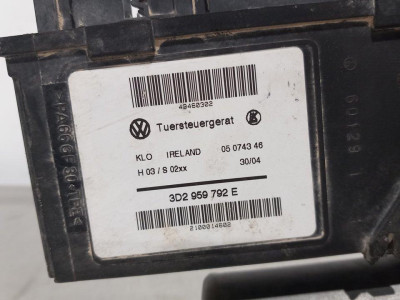 49460302
Tuersteuergerat
KLO IRELAND 05 0743 46
H 03 / S 02xx 30/04
3D2 959 792 E
2100014602